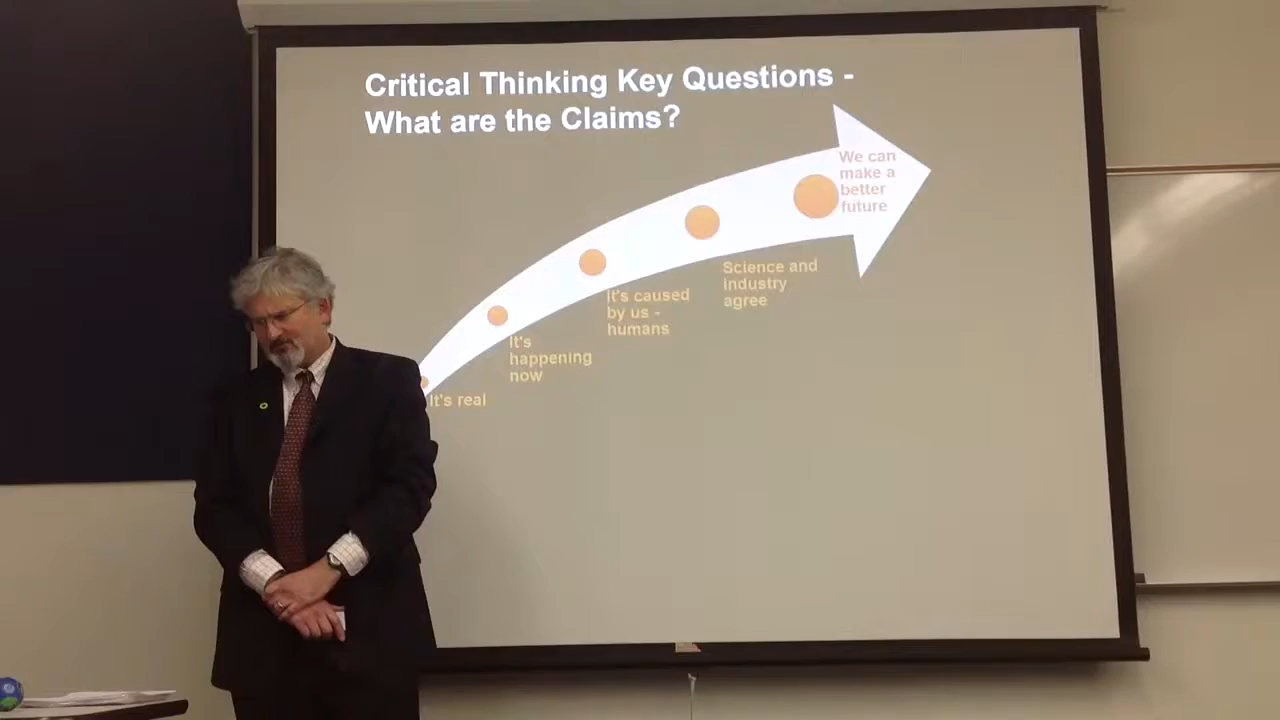 Critical Thinking Key Questions -
What are the Claims?
It's real
It's
happening
now
It's caused
by us -
humans
Science and
industry
agree
We can
make a
better
future